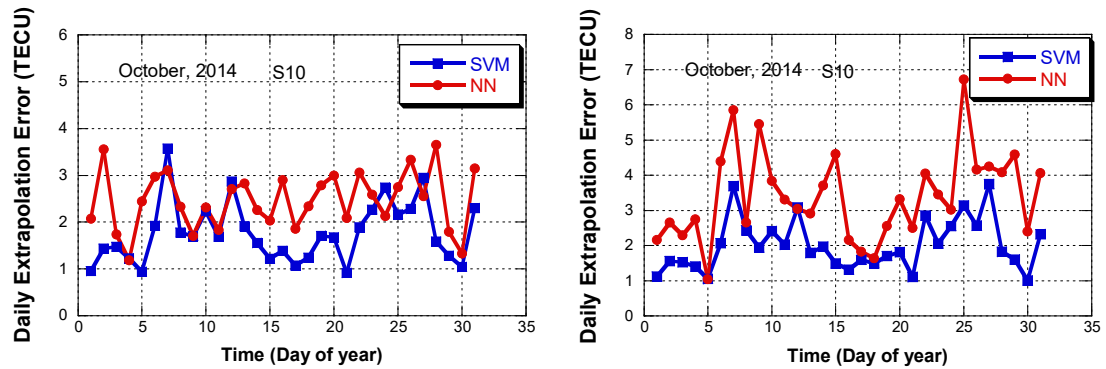 Daily Extrapolation Error (TECU)
6
5
4
3
2
1
0
October, 2014 S10
SVM
NN
0 5 10 15 20 25 30 35
Time (Day of year)
Daily Extrapolation Error (TECU)
8
7
6
5
4
3
2
1
0
October, 2014 S10
SVM
NN
0 5 10 15 20 25 30 35
Time (Day of year)